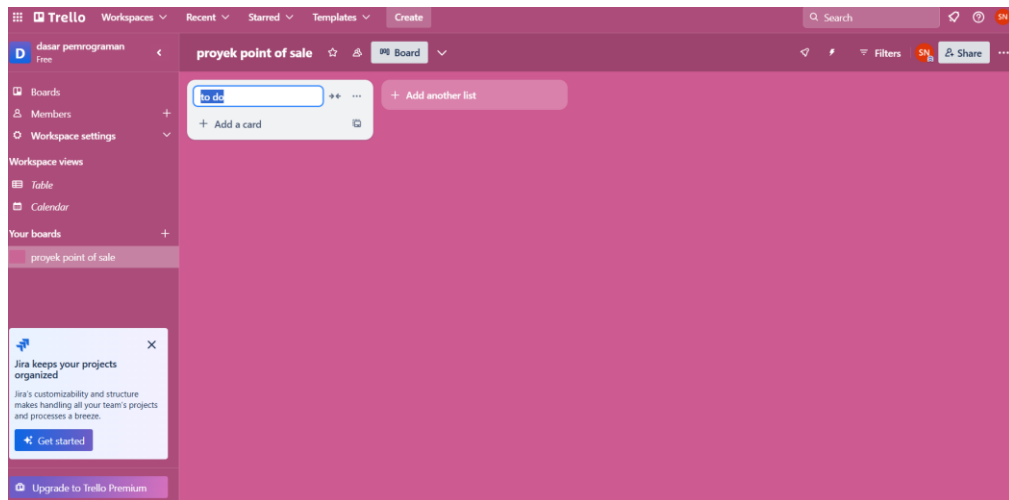 Trello Workspaces Recent Starred Templates Create Search SN
D dasar pemrograman
Free
proyek point of sale Board Filters SN Share
Boards
Members
Workspace settings
Workspace views
Table
Calendar
Your boards
proyek point of sale
to do
Add a card
Add another list
Jira keeps your projects
organized
Jira's customizability and structure
makes handling all your team's projects
and processes a breeze.
Get started
Upgrade to Trello Premium